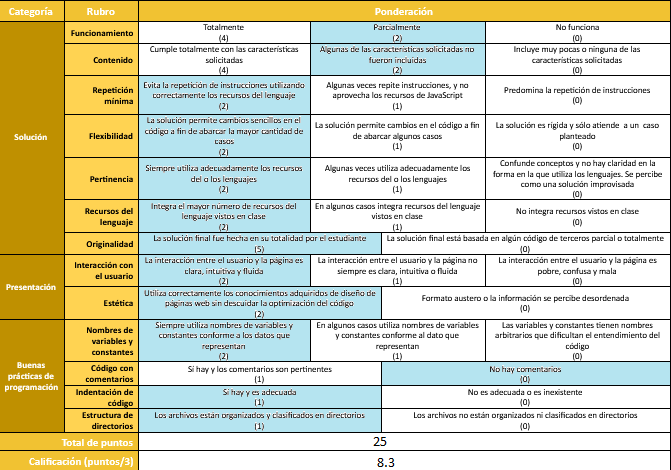 Categoría Rubro Ponderación
Solución
Funcionamiento
Totalmente
(4)
Parcialmente
(2)
No funciona
(0)
Contenido
Cumple totalmente con las características
solicitadas
(4)
Algunas de las características solicitadas no
fueron incluidas
(2)
Incluye muy pocas o ninguna de las
características solicitadas
(0)
Repetición
mínima
Evita la repetición de instrucciones utilizando
correctamente los recursos del lenguaje
(2)
Algunas veces repite instrucciones, y no
aprovecha los recursos de JavaScript
(1)
Predomina la repetición de instrucciones
(0)
Flexibilidad
La solución permite cambios sencillos en el
código a fin de abarcar la mayor cantidad de
casos
(2)
La solución permite cambios en el código a fin
de abarcar algunos casos
(1)
La solución es rígida y sólo atiende a un caso
planteado
(0)
Pertinencia
Siempre utiliza adecuadamente los recursos
del o los lenguajes
(2)
Algunas veces utiliza adecuadamente los
recursos del o los lenguajes
(1)
Confunde conceptos y no hay claridad en la
forma en la que utiliza los lenguajes. Se percibe
como una solución improvisada
(0)
Recursos del
lenguaje
Integra el mayor número de recursos del
lenguaje vistos en clase
(2)
En algunos casos integra recursos del lenguaje
vistos en clase
(1)
No integra recursos vistos en clase
(0)
Originalidad
La solución final fue hecha en su totalidad por el estudiante
(5)
La solución final está basada en algún código de terceros parcial o totalmente
(0)
Presentación
Interacción con
el usuario
La interacción entre el usuario y la página es
clara, intuitiva y fluida
(2)
La interacción entre el usuario y la página no
siempre es clara, intuitiva o fluida
(1)
La interacción entre el usuario y la página es
pobre, confusa y mala
(0)
Estética
Utiliza correctamente los conocimientos adquiridos de diseño de
páginas web sin descuidar la optimización del código
(2)
Formato austero o la información se percibe desordenada
(0)
Buenas
prácticas de
programación
Nombres de
variables y
constantes
Siempre utiliza nombres de variables y
constantes conforme a los datos que
representan
(2)
En algunos casos utiliza nombres de variables
y constantes conforme al dato que
representan
(1)
Las variables y constantes tienen nombres
arbitrarios que dificultan el entendimiento del
código
(0)
Código con
comentarios
Sí hay y los comentarios son pertinentes
(1)
No hay comentarios
(0)
Indentación de
código
Sí hay y es adecuada
(1)
No es adecuada o es inexistente
(0)
Estructura de
directorios
Los archivos están organizados y clasificados en directorios
(1)
Los archivos no están organizados ni clasificados en directorios
(0)
Total de puntos 25
Calificación (puntos/3) 8.3